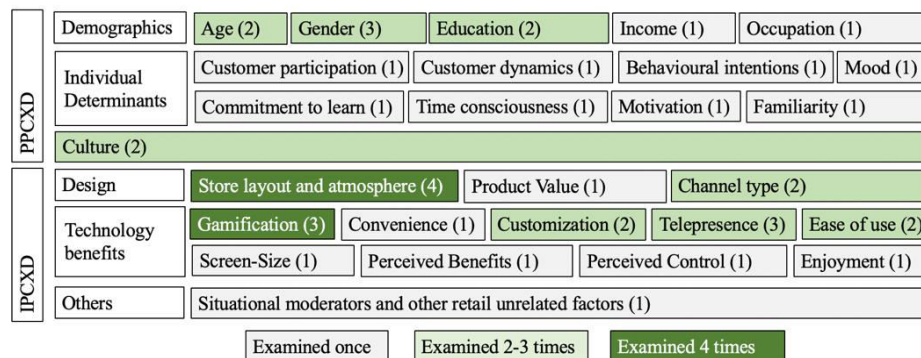 PPCXD
Demographics
Age (2)
Gender (3)
Education (2)
Income (1)
Occupation (1)
Individual
Determinants
Customer participation (1)
Customer dynamics (1)
Behavioural intentions (1)
Mood (1)
Commitment to learn (1)
Time consciousness (1)
Motivation (1)
Familiarity (1)
Culture (2)
IPCXD
Design
Store layout and atmosphere (4)
Product Value (1)
Channel type (2)
Technology
benefits
Gamification (3)
Convenience (1)
Customization (2)
Telepresence (3)
Ease of use (2)
Screen-Size (1)
Perceived Benefits (1)
Perceived Control (1)
Enjoyment (1)
Others
Situational moderators and other retail unrelated factors (1)
Examined once
Examined 2-3 times
Examined 4 times